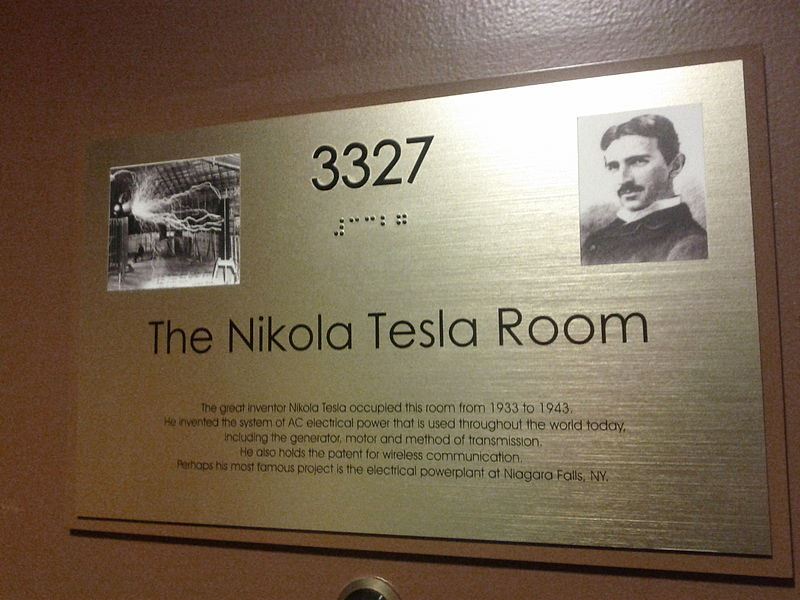 3327
⠼⠉⠉⠃⠛
The Nikola Tesla Room
The great inventor Nikola Tesla occupied this room from 1933 to 1943.
He invented the system of AC electrical power that is used throughout the world today,
including the generator, motor and method of transmission.
He also holds the patent for wireless communication.
Perhaps his most famous project is the electrical powerplant at Niagara Falls, NY.